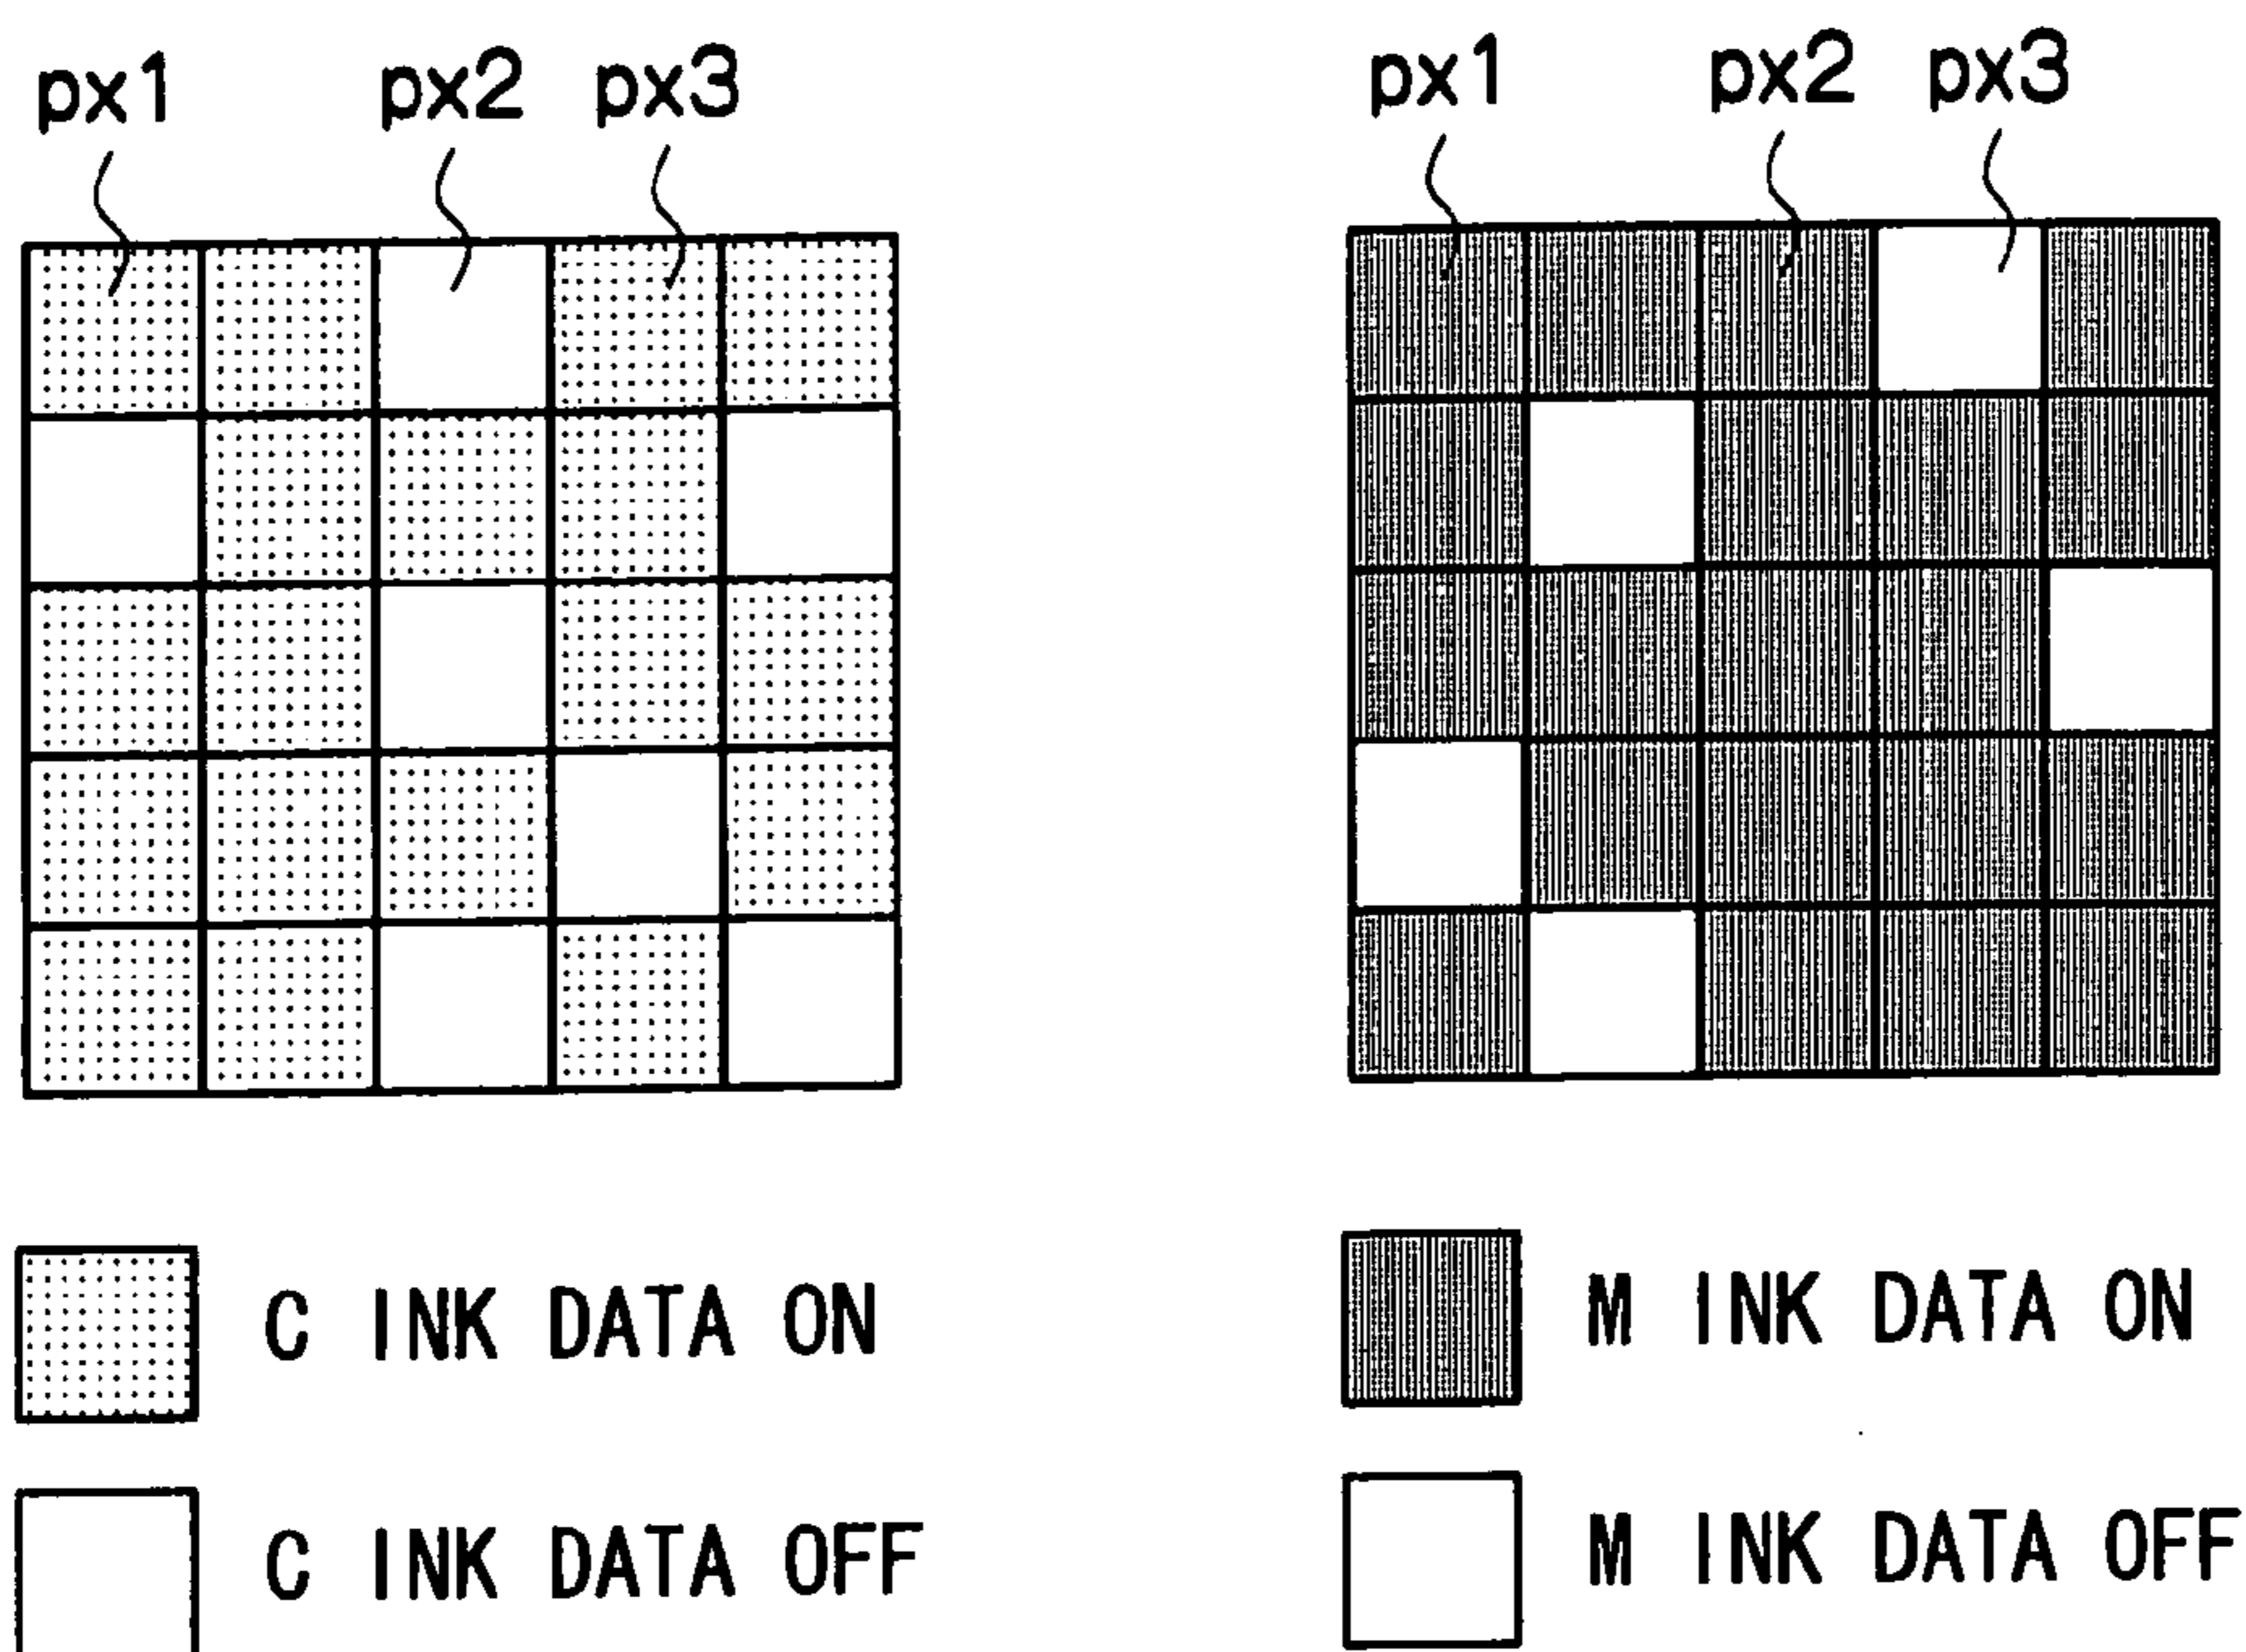 px1 px2 px3
px1 px2 px3
C INK DATA ON
M INK DATA ON
C INK DATA OFF
M INK DATA OFF